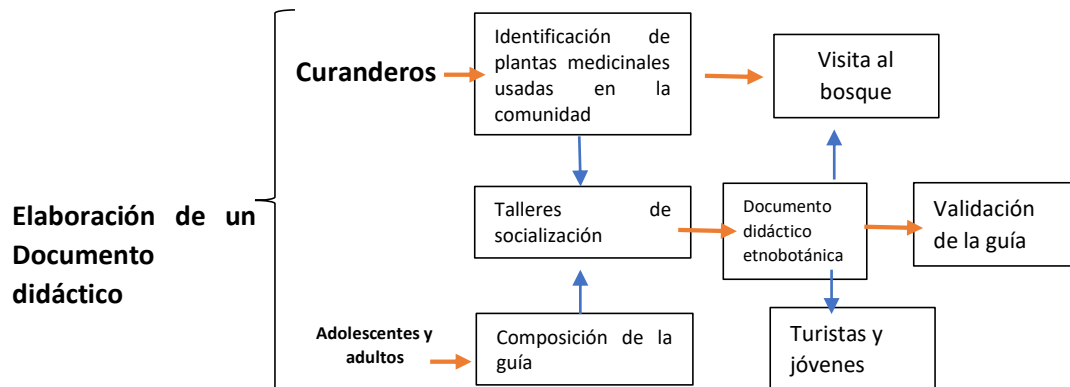 Elaboración de un
Documento
didáctico
Curanderos
Identificación de
plantas medicinales
usadas en la
comunidad
Visita al
bosque
Talleres de
socialización
Documento
didáctico
etnobotánica
Validación
de la guía
Adolescentes y
adultos
Composición de la
guía
Turistas y
jóvenes